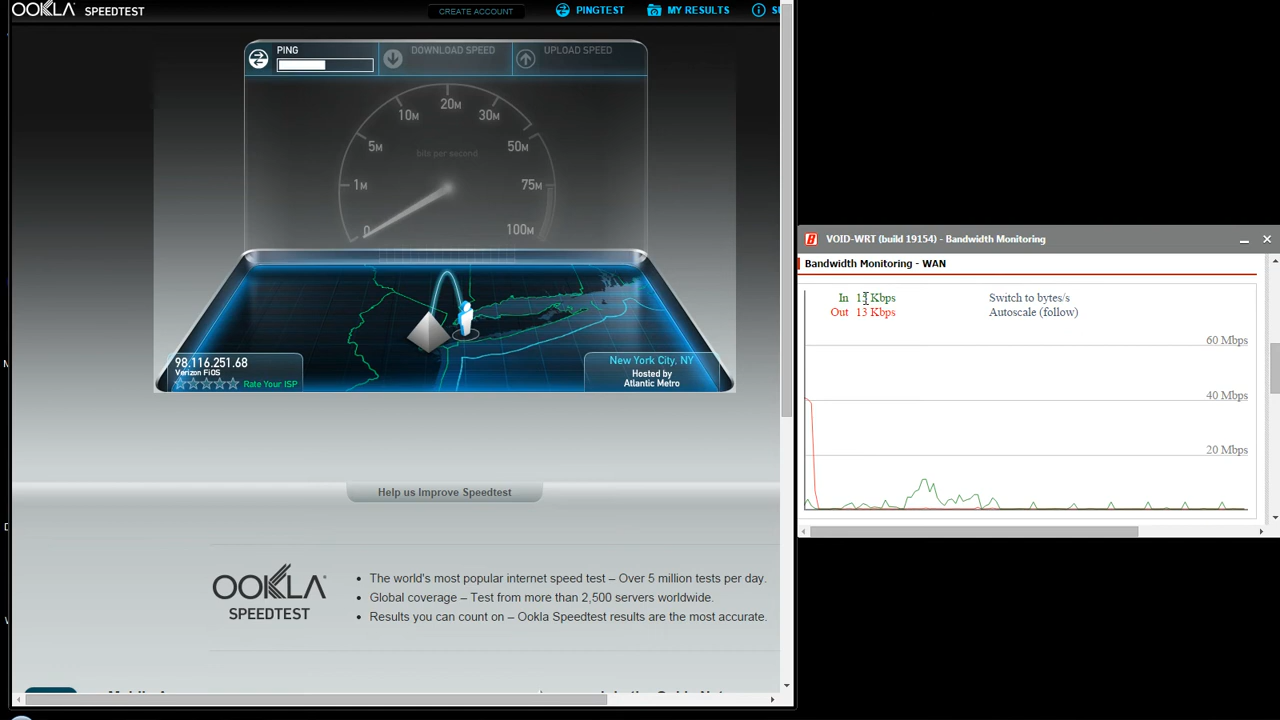 OOKLA SPEEDTEST
CREATE ACCOUNT
PINGTEST
MY RESULTS
PING
DOWNLOAD SPEED
UPLOAD SPEED
20M
10M
30M
5M
50M
bits per second
1M
75M
0
100M
98.116.251.68
Verizon FiOS
Rate Your ISP
New York City, NY
Hosted by
Atlantic Metro
Help us Improve Speedtest
OOKLA
SPEEDTEST
The world's most popular internet speed test – Over 5 million tests per day.
Global coverage – Test from more than 2,500 servers worldwide.
Results you can count on – Ookla Speedtest results are the most accurate.
VOID-WRT (build 19154) - Bandwidth Monitoring
Bandwidth Monitoring - WAN
In Kbps
Switch to bytes/s
Out 13 Kbps
Autoscale (follow)
60 Mbps
40 Mbps
20 Mbps